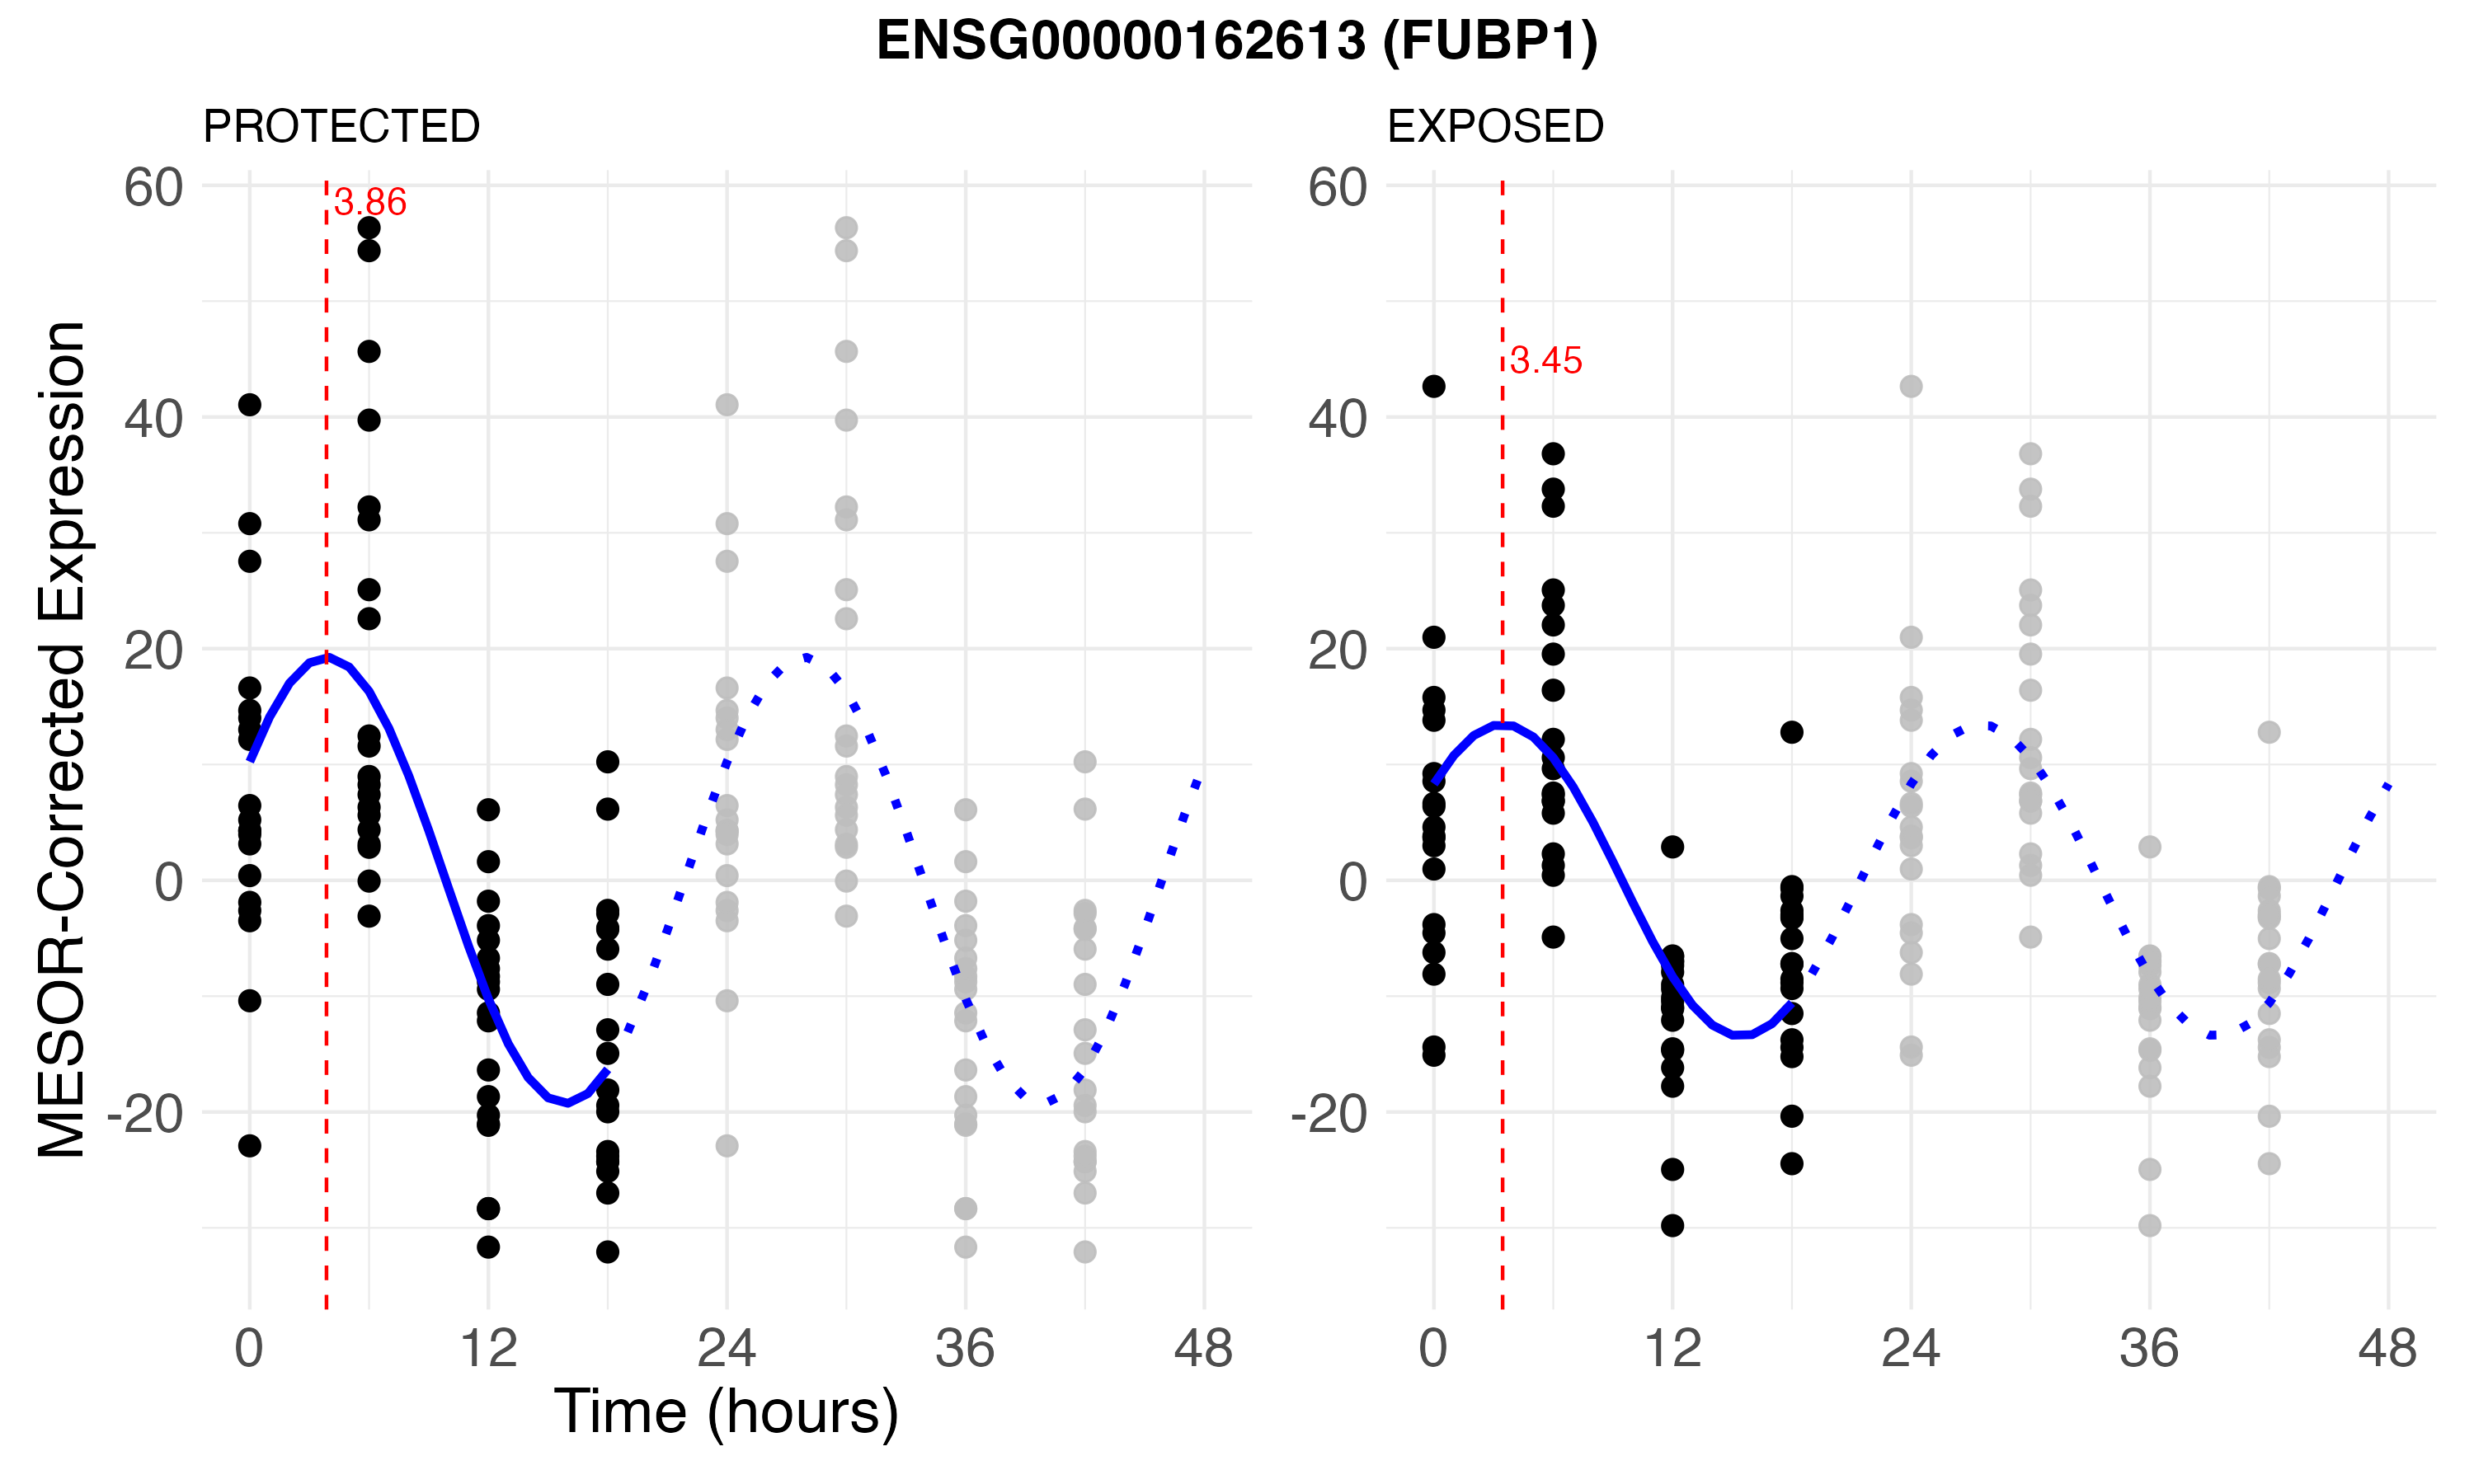 ENSG00000162613 (FUBP1)
PROTECTED
EXPOSED
MESOR-Corrected Expression
60
40
20
0
-20
3.86
60
40
20
0
-20
3.45
0 12 24 36 48
0 12 24 36 48
Time (hours)